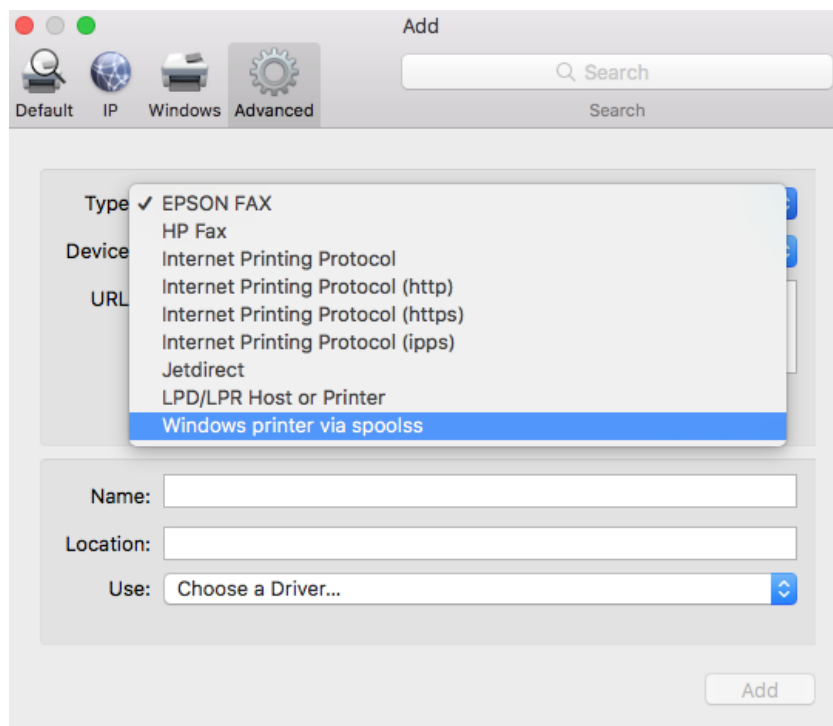 Add
Search
Default IP Windows Advanced Search
Type ✓ EPSON FAX
HP Fax
Device Internet Printing Protocol
Internet Printing Protocol (http)
URL Internet Printing Protocol (https)
Internet Printing Protocol (ipps)
Jetdirect
LPD/LPR Host or Printer
Windows printer via spoolss
Name:
Location:
Use: Choose a Driver...
Add